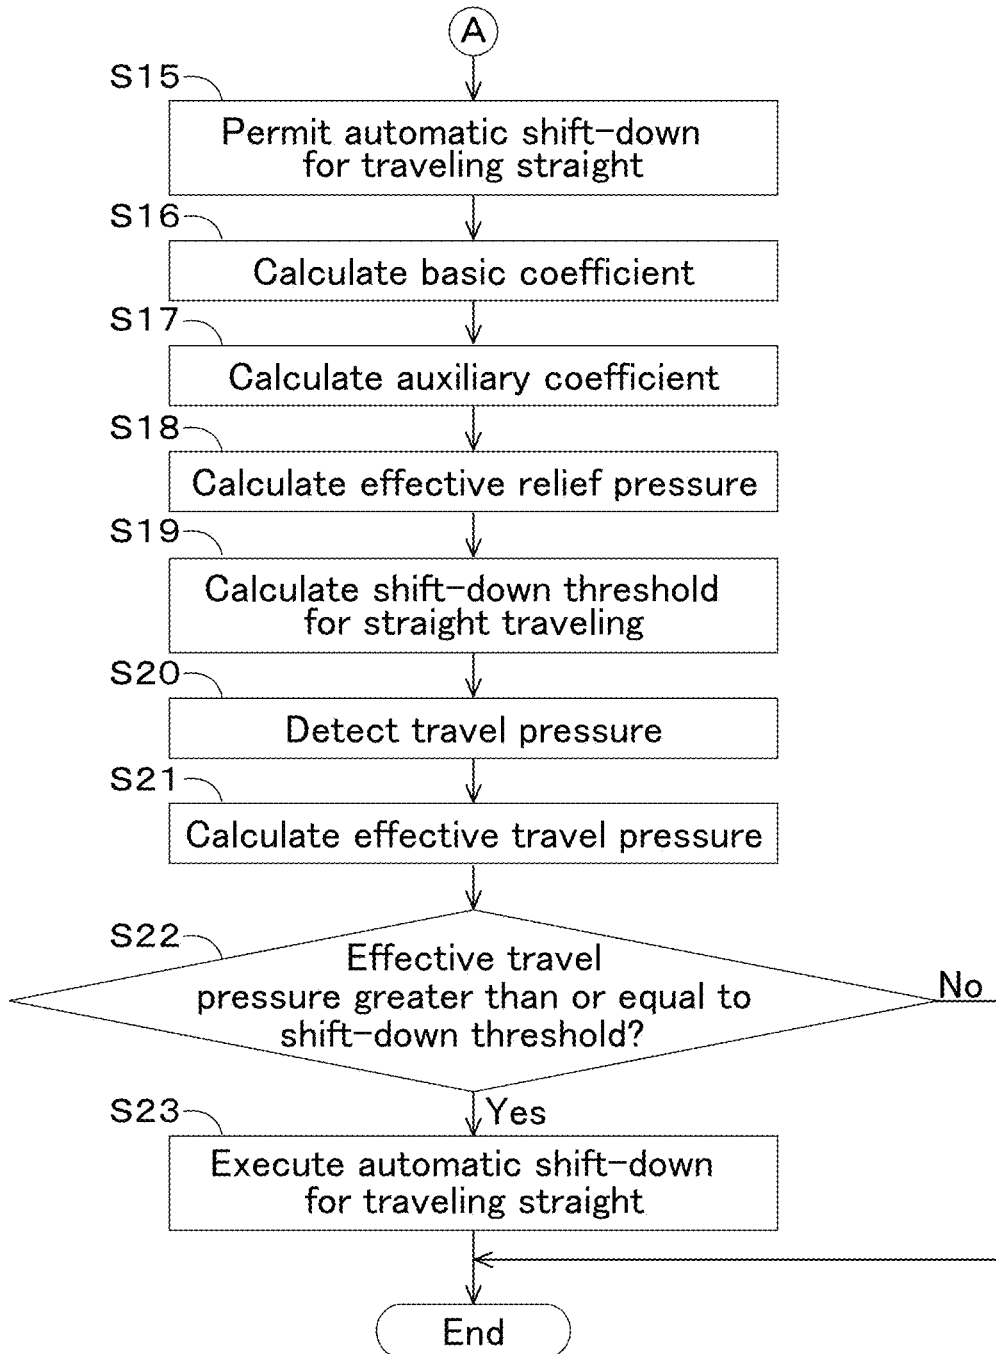 A
S15
Permit automatic shift-down
for traveling straight
S16
Calculate basic coefficient
S17
Calculate auxiliary coefficient
S18
Calculate effective relief pressure
S19
Calculate shift-down threshold
for straight traveling
S20
Detect travel pressure
S21
Calculate effective travel pressure
S22
Effective travel
pressure greater than or equal to
shift-down threshold?
No
Yes
S23
Execute automatic shift-down
for traveling straight
End